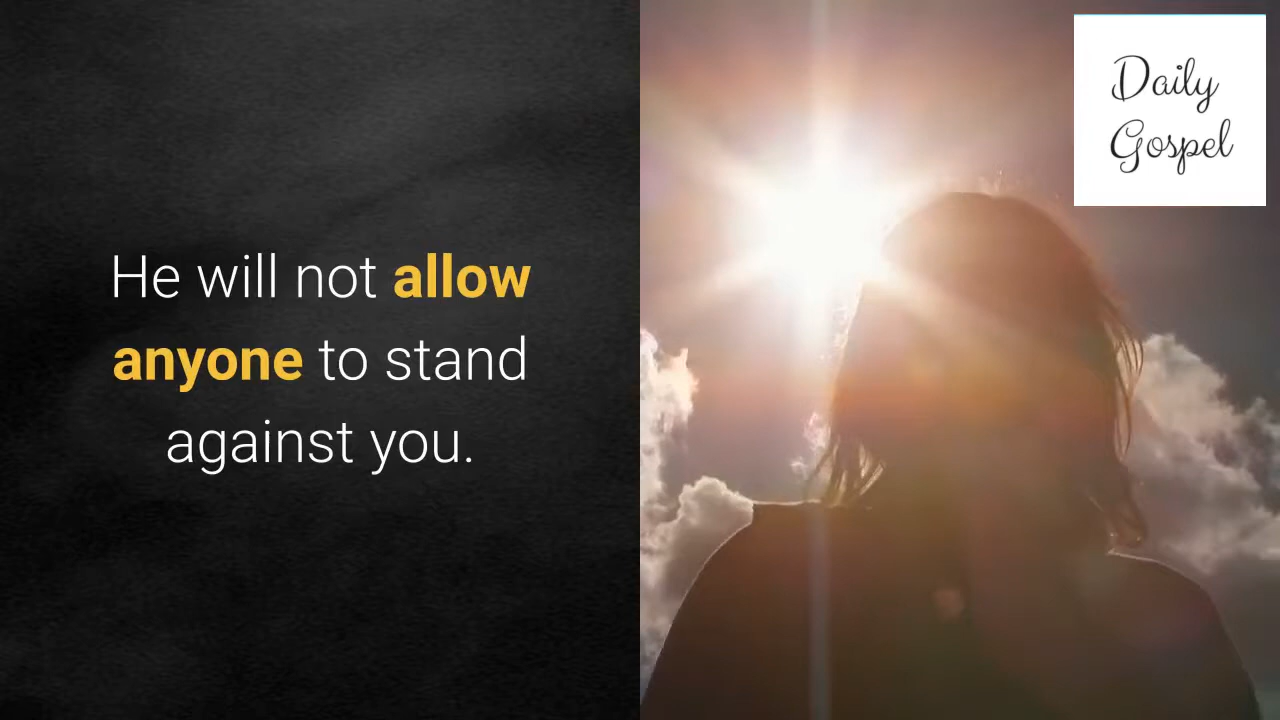 He will not allow
anyone to stand
against you.
Daily
Gospel